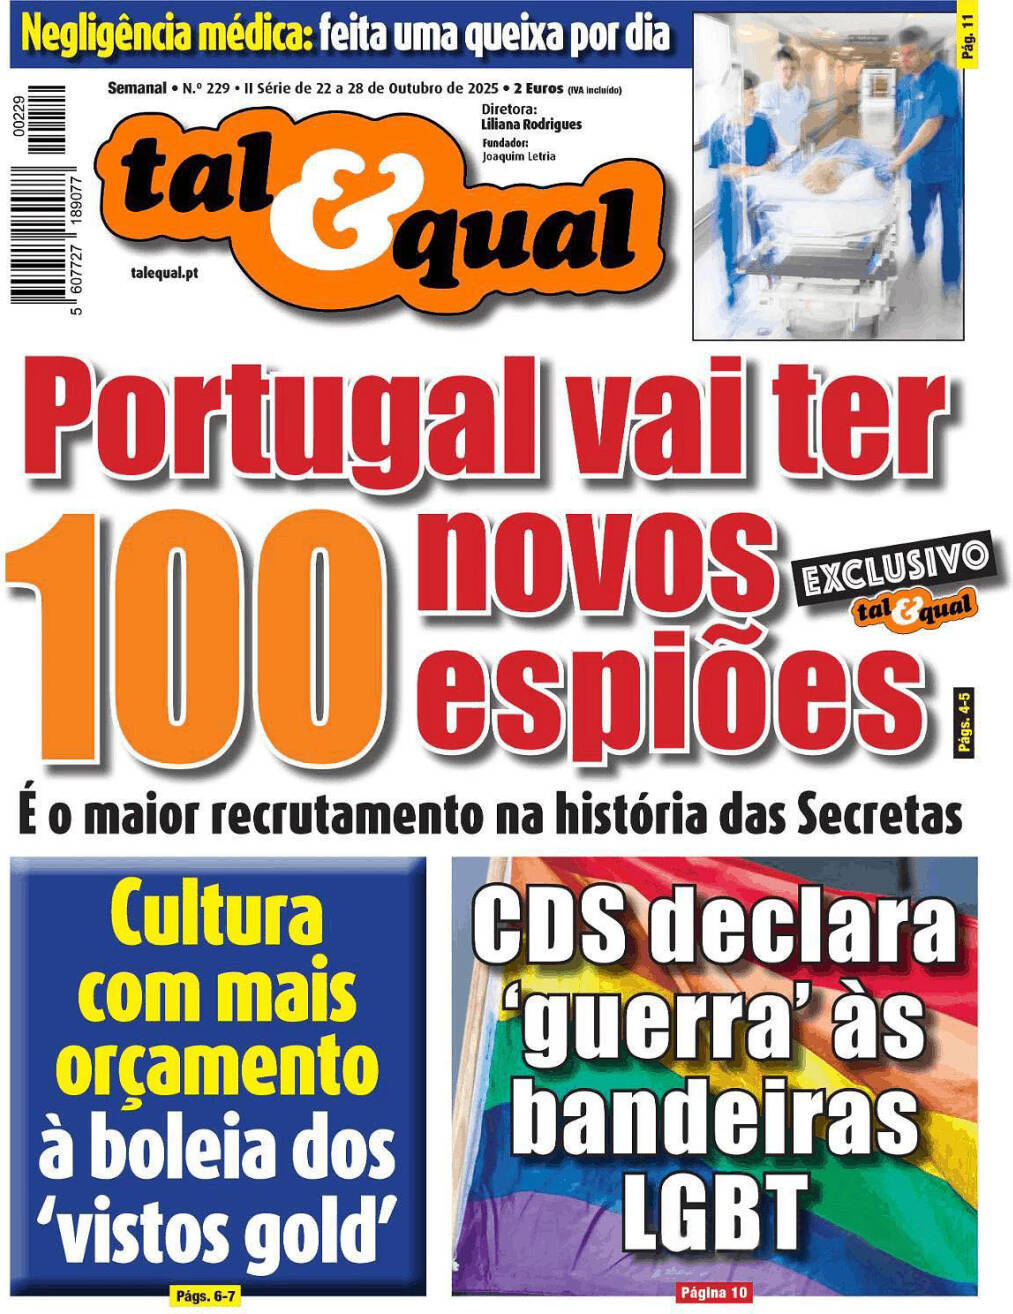 Negligência médica: feita uma queixa por dia
Pág. 11
Semanal • N.º 229 • II Série de 22 a 28 de Outubro de 2025 • 2 Euros (IVA incluído)
Diretora:
Liliana Rodrigues
Fundador:
Joaquim Letria
00229
5 607727 189077
tal&qual
talequal.pt
Portugal vai ter
100 novos
espiões
EXCLUSIVO
tal&qual
Págs. 4-5
É o maior recrutamento na história das Secretas
Cultura
com mais
orçamento
à boleia dos
‘vistos gold’
Págs. 6-7
CDS declara
‘guerra’ às
bandeiras
LGBT
Página 10